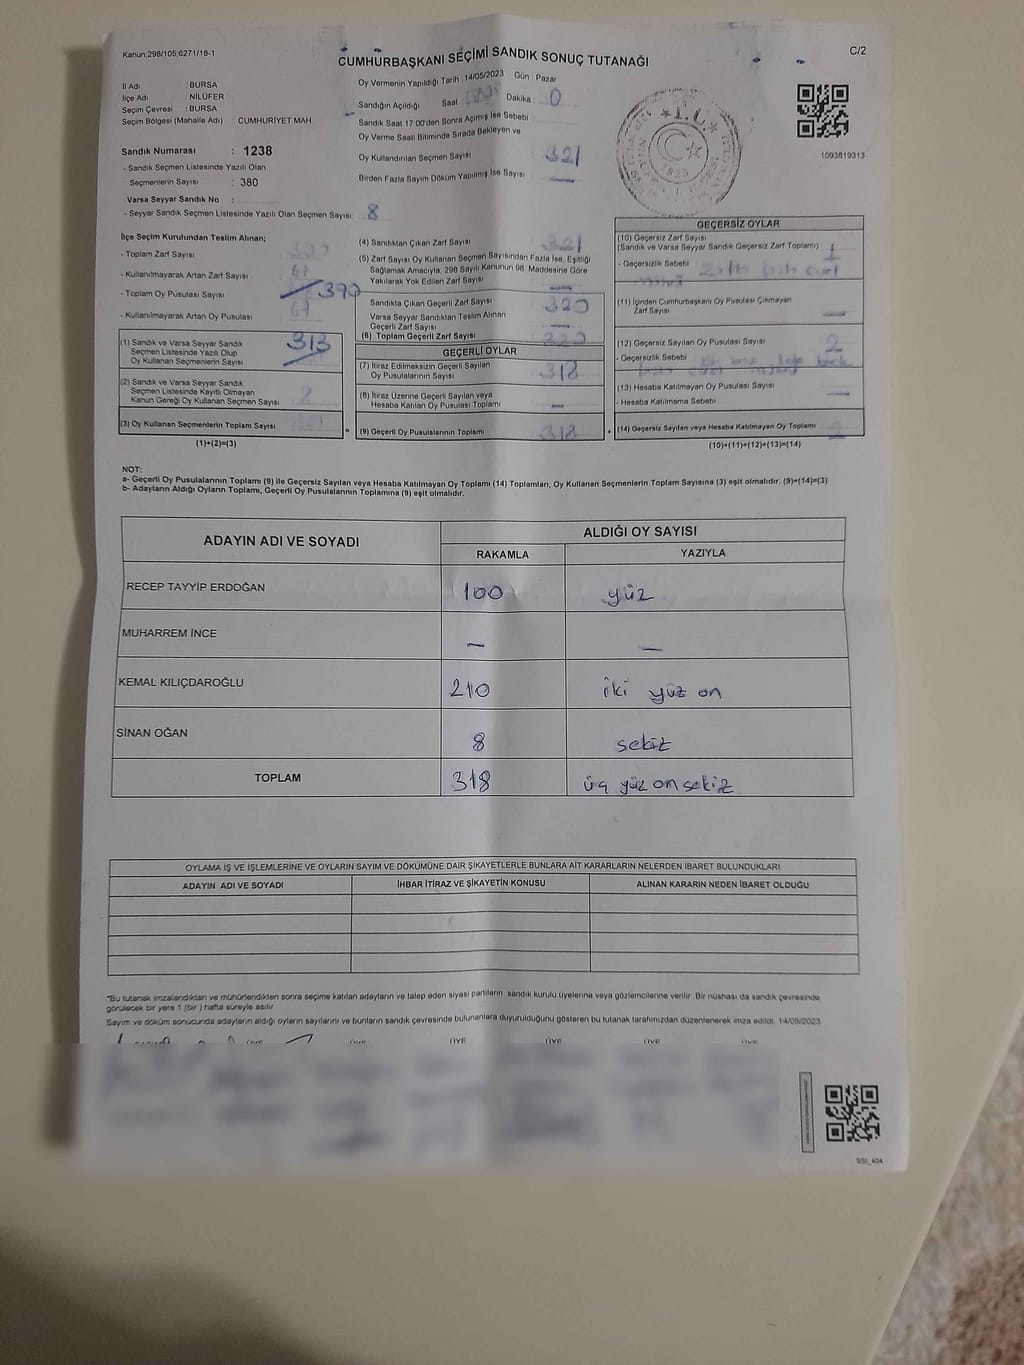 Kanun:298/105,6271/18-1
C/2
CUMHURBAŞKANI SEÇİMİ SANDIK SONUÇ TUTANAĞI
İl Adı : BURSA
İlçe Adı : NİLÜFER
Seçim Çevresi : BURSA
Seçim Bölgesi (Mahalle Adı) : CUMHURIYET MAH
Oy Vermenin Yapıldığı Tarih :14/05/2023 Gün : Pazar
Sandığın Açıldığı Saat : Dakika : 0
Sandık Saat 17:00'den Sonra Açımış İse Sebebi :
Oy Verme Saati Bitiminde Sırada Bekleyen ve
Oy Kullandırılan Seçmen Sayısı : 321
Birden Fazla Sayım Döküm Yapılmış İse Sayısı : —
T.C.
1093819313
Sandık Numarası : 1238
- Sandık Seçmen Listesinde Yazılı Olan
Seçmenlerin Sayısı : 380
Varsa Seyyar Sandık No :
- Seyyar Sandık Seçmen Listesinde Yazılı Olan Seçmen Sayısı: 8
İlçe Seçim Kurulundan Teslim Alınan;
- Toplam Zarf Sayısı : 390
- Kullanılmayarak Artan Zarf Sayısı : 67
- Toplam Oy Pusulası Sayısı : 390
- Kullanılmayarak Artan Oy Pusulası : 67
(1) Sandık ve Varsa Seyyar Sandık
Seçmen Listesinde Yazılı Olup
Oy Kullanan Seçmenlerin Sayısı : 313
(2) Sandık ve Varsa Seyyar Sandık
Seçmen Listesinde Kayıtlı Olmayan
Kanun Gereği Oy Kullanan Seçmen Sayısı : 8
(3) Oy Kullanan Seçmenlerin Toplam Sayısı :
(1)+(2)=(3)
(4) Sandıktan Çıkan Zarf Sayısı : 321
(5) Zarf Sayısı Oy Kullanan Seçmen Sayısından Fazla İse, Eşitliği
Sağlamak Amacıyla, 298 Sayılı Kanunun 98. Maddesine Göre
Yakılarak Yok Edilen Zarf Sayısı : —
Sandıkta Çıkan Geçerli Zarf Sayısı : 320
Varsa Seyyar Sandıktan Teslim Alınan
Geçerli Zarf Sayısı : —
(6) Toplam Geçerli Zarf Sayısı : 320
GEÇERLİ OYLAR
(7) İtiraz Edilmeksizin Geçerli Sayılan
Oy Pusulalarının Sayısı : 318
(8) İtiraz Üzerine Geçerli Sayılan veya
Hesaba Katılan Oy Pusulası Toplamı : —
= (9) Geçerli Oy Pusulalarının Toplamı : 318 +
GEÇERSİZ OYLAR
(10) Geçersiz Zarf Sayısı
(Sandık ve Varsa Seyyar Sandık Geçersiz Zarf Toplamı) : 1
- Geçersizlik Sebebi :
(11) İçinden Cumhurbaşkanı Oy Pusulası Çıkmayan
Zarf Sayısı : —
(12) Geçersiz Sayılan Oy Pusulası Sayısı : 2
- Geçersizlik Sebebi :
(13) Hesaba Katılmayan Oy Pusulası Sayısı : —
- Hesaba Katılmama Sebebi :
(14) Geçersiz Sayılan veya Hesaba Katılmayan Oy Toplamı :
(10)+(11)+(12)+(13)=(14)
NOT:
a- Geçerli Oy Pusulalarının Toplamı (9) ile Geçersiz Sayılan veya Hesaba Katılmayan Oy Toplamı (14) Toplamları, Oy Kullanan Seçmenlerin Toplam Sayısına (3) eşit olmalıdır. (9)+(14)=(3)
b- Adayların Aldığı Oyların Toplamı, Geçerli Oy Pusulalarının Toplamına (9) eşit olmalıdır.
ADAYIN ADI VE SOYADI
ALDIĞI OY SAYISI
RAKAMLA YAZIYLA
RECEP TAYYİP ERDOĞAN 100 yüz
MUHARREM İNCE — —
KEMAL KILIÇDAROĞLU 210 iki yüz on
SİNAN OĞAN 8 sekiz
TOPLAM 318 üç yüz on sekiz
OYLAMA İŞ VE İŞLEMLERİNE VE OYLARIN SAYIM VE DÖKÜMÜNE DAİR ŞİKAYETLERLE BUNLARA AİT KARARLARIN NELERDEN İBARET BULUNDUKLARI
ADAYIN ADI VE SOYADI İHBAR İTİRAZ VE ŞİKAYETİN KONUSU ALINAN KARARIN NEDEN İBARET OLDUĞU
*Bu tutanak imzalandıktan ve mühürlendikten sonra seçime katılan adayların ve talep eden siyasi partilerin sandık kurulu üyelerine veya gözlemcilerine verilir. Bir nüshası da sandık çevresinde
görülecek bir yere 1 (bir) hafta süreyle asılır.
Sayım ve döküm sonucunda adayların aldığı oyların sayılarını ve bunların sandık çevresinde bulunanlara duyurulduğunu gösteren bu tutanak tarafımızdan düzenlenerek imza edildi. 14/05/2023
ÜYE ÜYE ÜYE ÜYE ÜYE ÜYE
SSİ_404